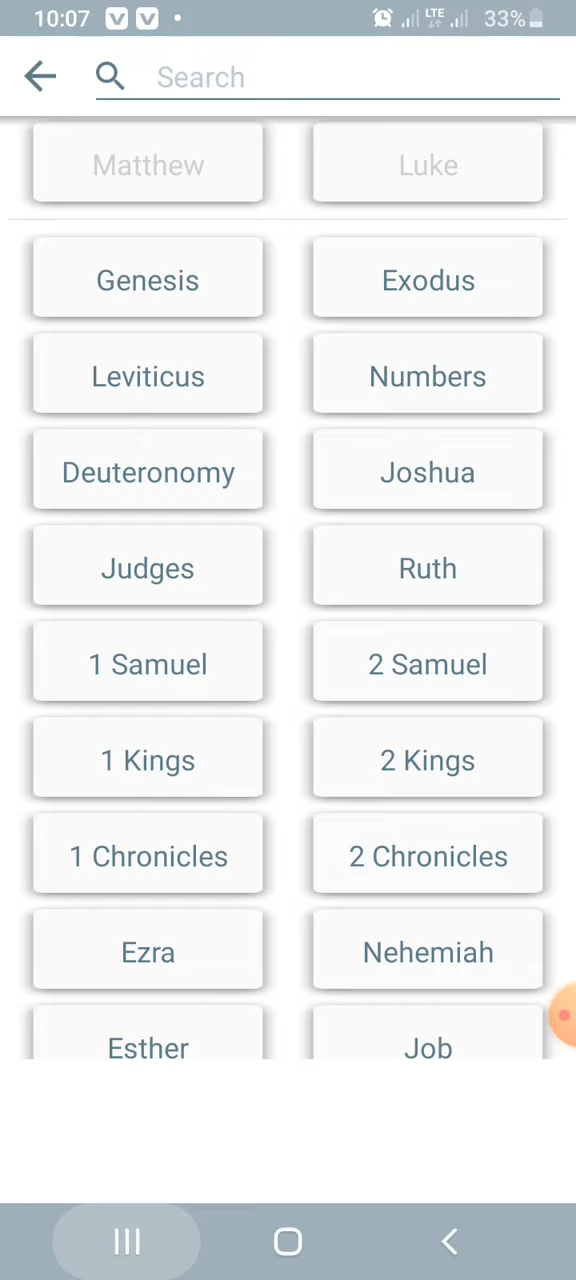 10:07 LTE 33%
Search
Matthew Luke
Genesis Exodus
Leviticus Numbers
Deuteronomy Joshua
Judges Ruth
1 Samuel 2 Samuel
1 Kings 2 Kings
1 Chronicles 2 Chronicles
Ezra Nehemiah
Esther Job